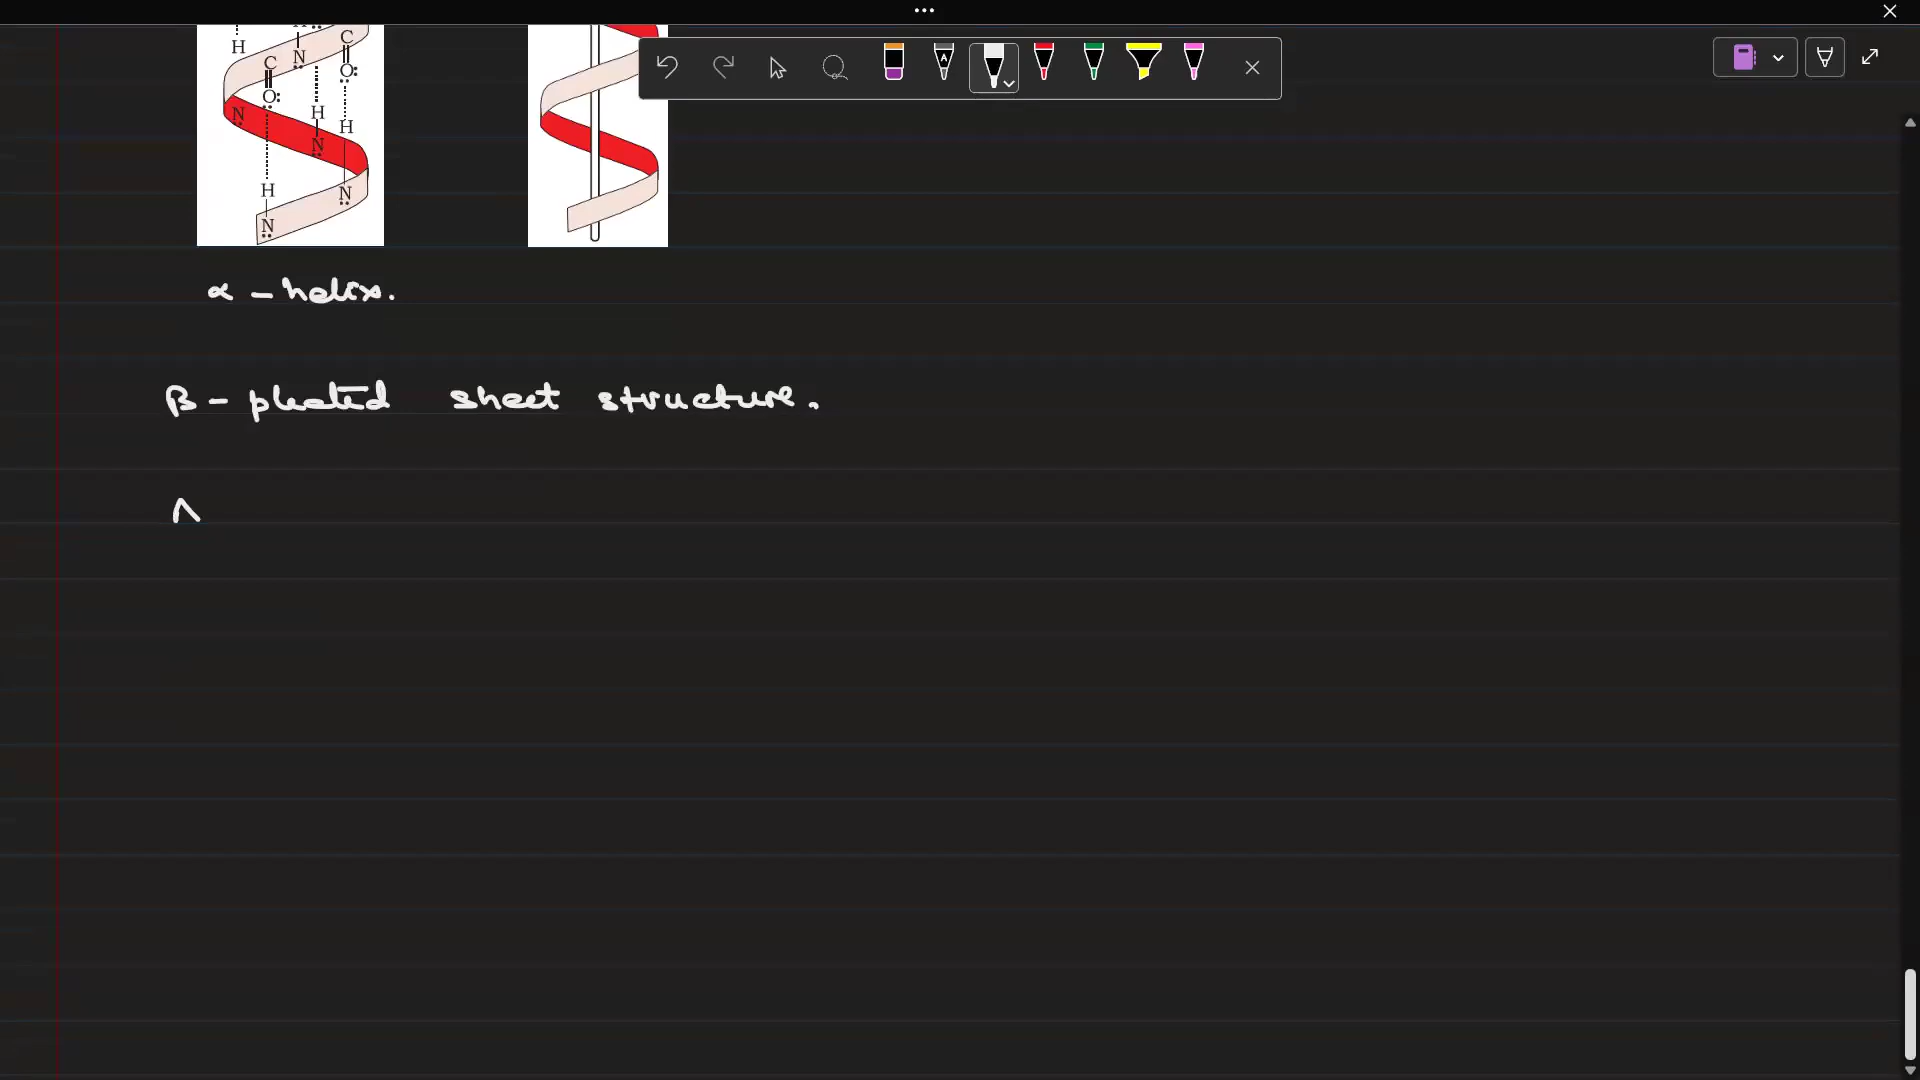 H N C
C O:
O:
N H H
N
H N
N
α - helix.
β - pleated sheet structure.